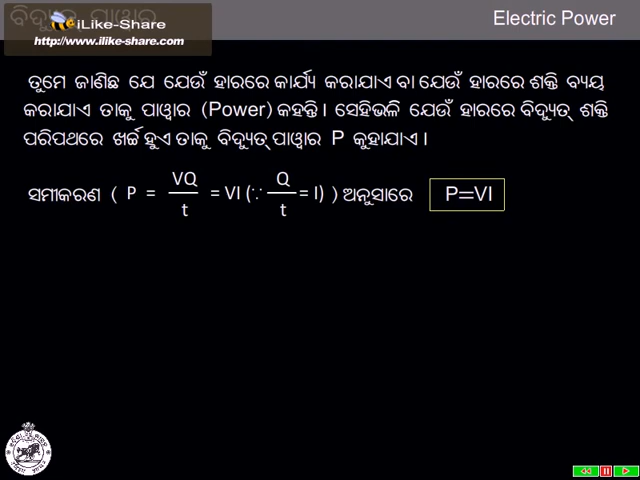 ବିଦ୍ୟୁତ୍ ପାୱାର
Electric Power
iLike-Share
http://www.ilike-share.com
ତୁମେ ଜାଣିଛ ଯେ ଯେଉଁ ହାରରେ କାର୍ଯ୍ୟ କରାଯାଏ ବା ଯେଉଁ ହାରରେ ଶକ୍ତି ବ୍ୟୟ
କରାଯାଏ ତାକୁ ପାୱାର (Power) କହନ୍ତି । ସେହିଭଳି ଯେଉଁ ହାରରେ ବିଦ୍ୟୁତ୍ ଶକ୍ତି
ପରିପଥରେ ଖର୍ଚ୍ଚ ହୁଏ ତାକୁ ବିଦ୍ୟୁତ୍ ପାୱାର P କୁହାଯାଏ ।
ସମୀକରଣ ( P = VQ/t = VI (∵ Q/t = I) ) ଅନୁସାରେ P=VI